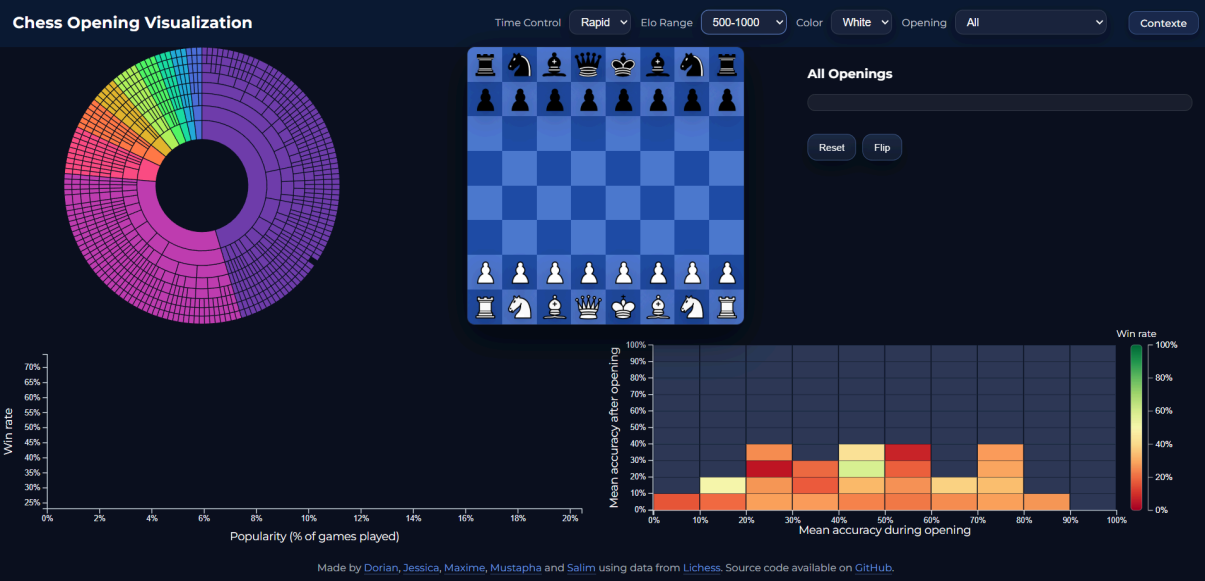 Chess Opening Visualization
Time Control Rapid Elo Range 500-1000 Color White Opening All Contexte
All Openings
Reset Flip
Win rate
70%
65%
60%
55%
50%
45%
40%
35%
30%
25%
0% 2% 4% 6% 8% 10% 12% 14% 16% 18% 20%
Popularity (% of games played)
Mean accuracy after opening
100%
90%
80%
70%
60%
50%
40%
30%
20%
10%
0%
0% 10% 20% 30% 40% 50% 60% 70% 80% 90% 100%
Mean accuracy during opening
Win rate
100%
80%
60%
40%
20%
0%
Made by Dorian, Jessica, Maxime, Mustapha and Salim using data from Lichess. Source code available on GitHub.